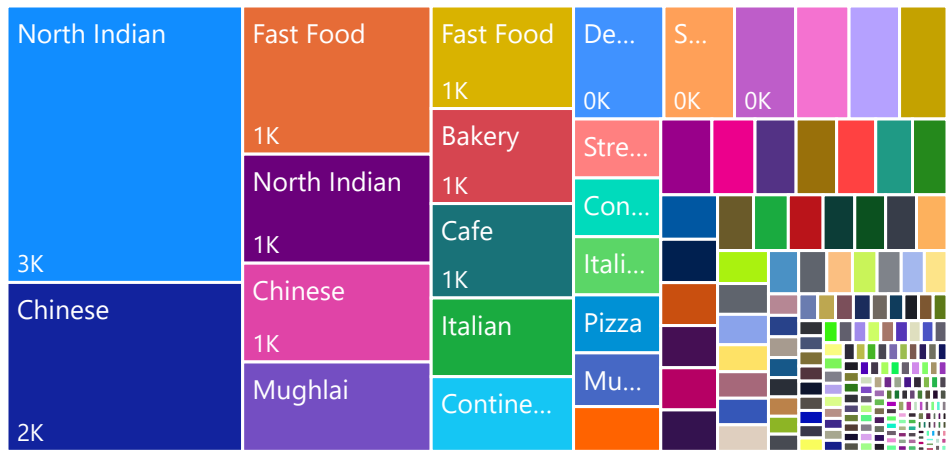 North Indian
3K
Chinese
2K
Fast Food
1K
North Indian
1K
Chinese
1K
Mughlai
Fast Food
1K
Bakery
1K
Cafe
1K
Italian
Contine...
De...
0K
Stre...
Con...
Itali...
Pizza
Mu...
S...
0K
0K